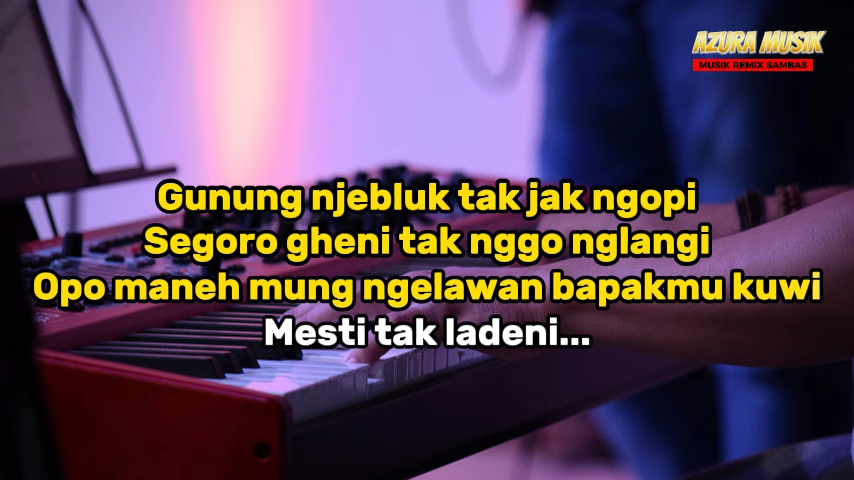 AZURA MUSIK
MUSIK REMIX SAMBAS
Gunung njebluk tak jak ngopi
Segoro gheni tak nggo nglangi
Opo maneh mung ngelawan bapakmu kuwi
Mesti tak ladeni...